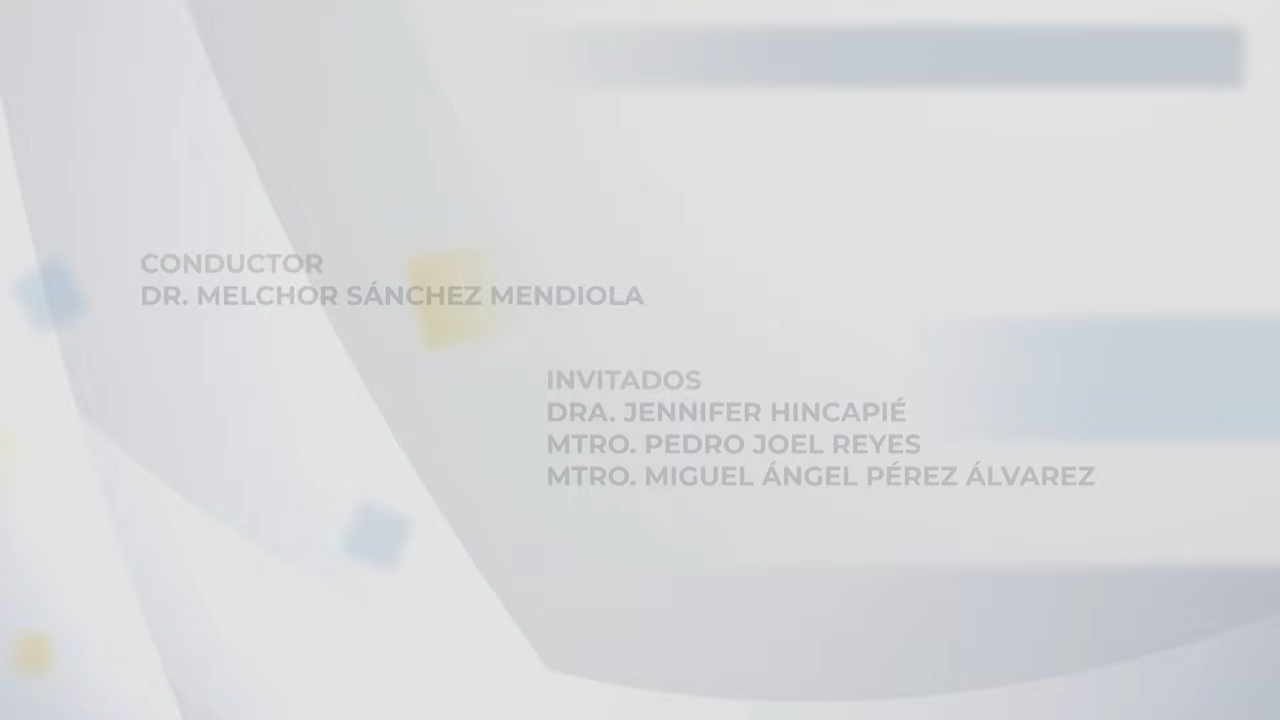 CONDUCTOR
DR. MELCHOR SÁNCHEZ MENDIOLA
INVITADOS
DRA. JENNIFER HINCAPIÉ
MTRO. PEDRO JOEL REYES
MTRO. MIGUEL ÁNGEL PÉREZ ÁLVAREZ